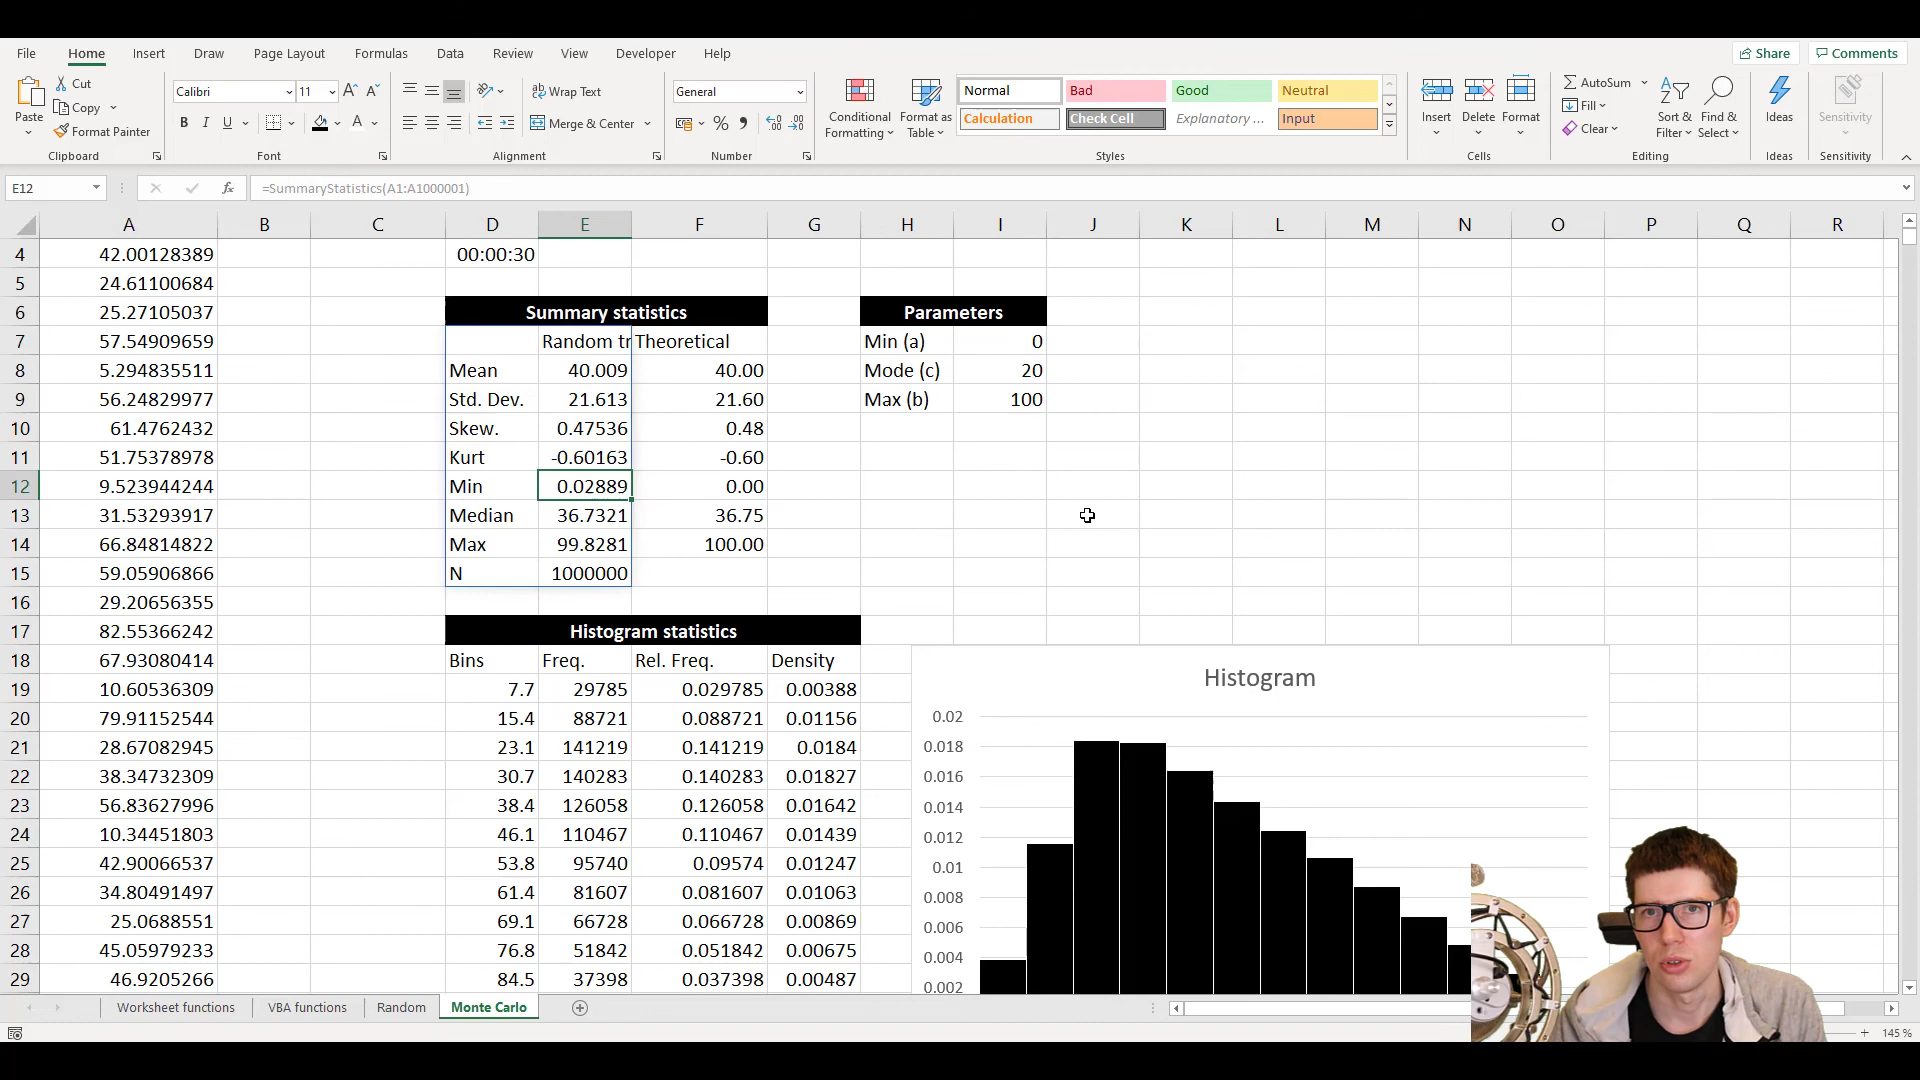 File Home Insert Draw Page Layout Formulas Data Review View Developer Help Share Comments
Paste Cut Copy Format Painter
Clipboard
Calibri 11
B I U
Font
Wrap Text
Merge & Center
Alignment
General
Number
Conditional Formatting
Format as Table
Normal Bad Good Neutral
Calculation Check Cell Explanatory ... Input
Styles
Insert Delete Format
Cells
AutoSum
Fill
Clear
Sort & Filter
Find & Select
Editing
Ideas
Ideas
Sensitivity
Sensitivity
E12 fx =SummaryStatistics(A1:A1000001)
A B C D E F G H I J K L M N O P Q R
4 42.00128389 00:00:30
5 24.61100684
6 25.27105037 Summary statistics Parameters
7 57.54909659 Random tr Theoretical Min (a) 0
8 5.294835511 Mean 40.009 40.00 Mode (c) 20
9 56.24829977 Std. Dev. 21.613 21.60 Max (b) 100
10 61.4762432 Skew. 0.47536 0.48
11 51.75378978 Kurt -0.60163 -0.60
12 9.523944244 Min 0.02889 0.00
13 31.53293917 Median 36.7321 36.75
14 66.84814822 Max 99.8281 100.00
15 59.05906866 N 1000000
16 29.20656355
17 82.55366242 Histogram statistics
18 67.93080414 Bins Freq. Rel. Freq. Density
19 10.60536309 7.7 29785 0.029785 0.00388
20 79.91152544 15.4 88721 0.088721 0.01156
21 28.67082945 23.1 141219 0.141219 0.0184
22 38.34732309 30.7 140283 0.140283 0.01827
23 56.83627996 38.4 126058 0.126058 0.01642
24 10.34451803 46.1 110467 0.110467 0.01439
25 42.90066537 53.8 95740 0.09574 0.01247
26 34.80491497 61.4 81607 0.081607 0.01063
27 25.0688551 69.1 66728 0.066728 0.00869
28 45.05979233 76.8 51842 0.051842 0.00675
29 46.9205266 84.5 37398 0.037398 0.00487
Histogram
0.02
0.018
0.016
0.014
0.012
0.01
0.008
0.006
0.004
0.002
Worksheet functions VBA functions Random Monte Carlo
145 %